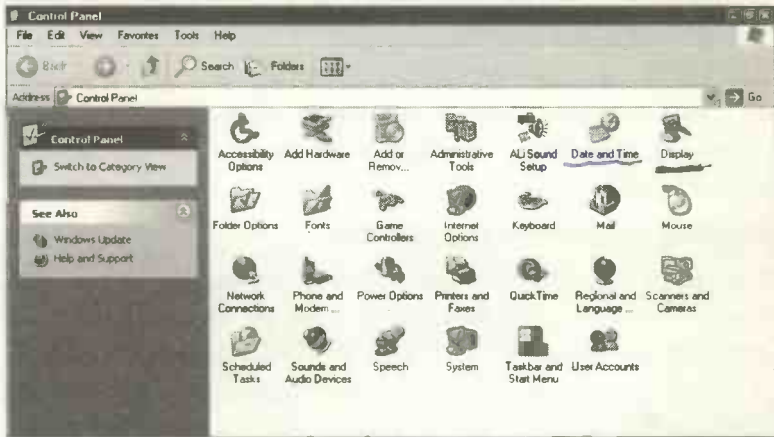 Control Panel
File Edit View Favorites Tools Help
Back Search Folders
Address Control Panel Go
Control Panel
Switch to Category View
See Also
Windows Update
Help and Support
Accessibility Options
Add Hardware
Add or Remov...
Administrative Tools
ALi Sound Setup
Date and Time
Display
Folder Options
Fonts
Game Controllers
Internet Options
Keyboard
Mail
Mouse
Network Connections
Phone and Modem ...
Power Options
Printers and Faxes
QuickTime
Regional and Language ...
Scanners and Cameras
Scheduled Tasks
Sounds and Audio Devices
Speech
System
Taskbar and Start Menu
User Accounts